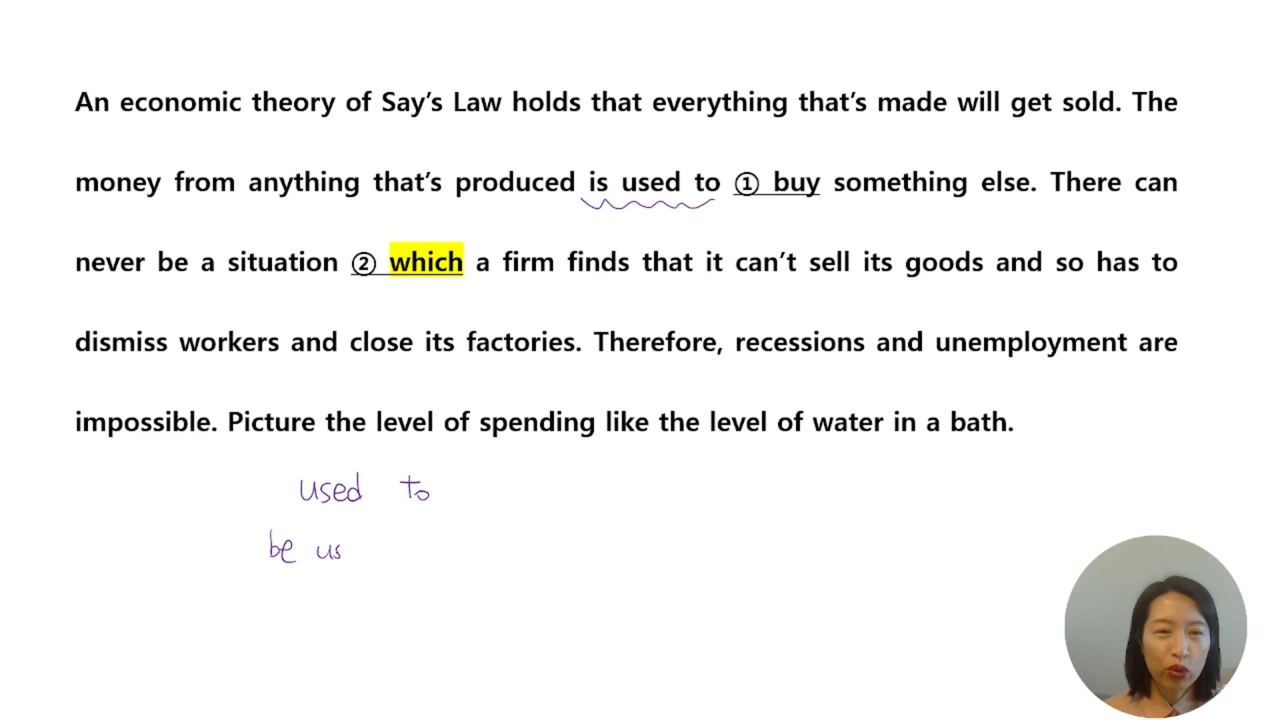 An economic theory of Say's Law holds that everything that's made will get sold. The
money from anything that's produced is used to ① buy something else. There can
never be a situation ② which a firm finds that it can't sell its goods and so has to
dismiss workers and close its factories. Therefore, recessions and unemployment are
impossible. Picture the level of spending like the level of water in a bath.
used to
be us